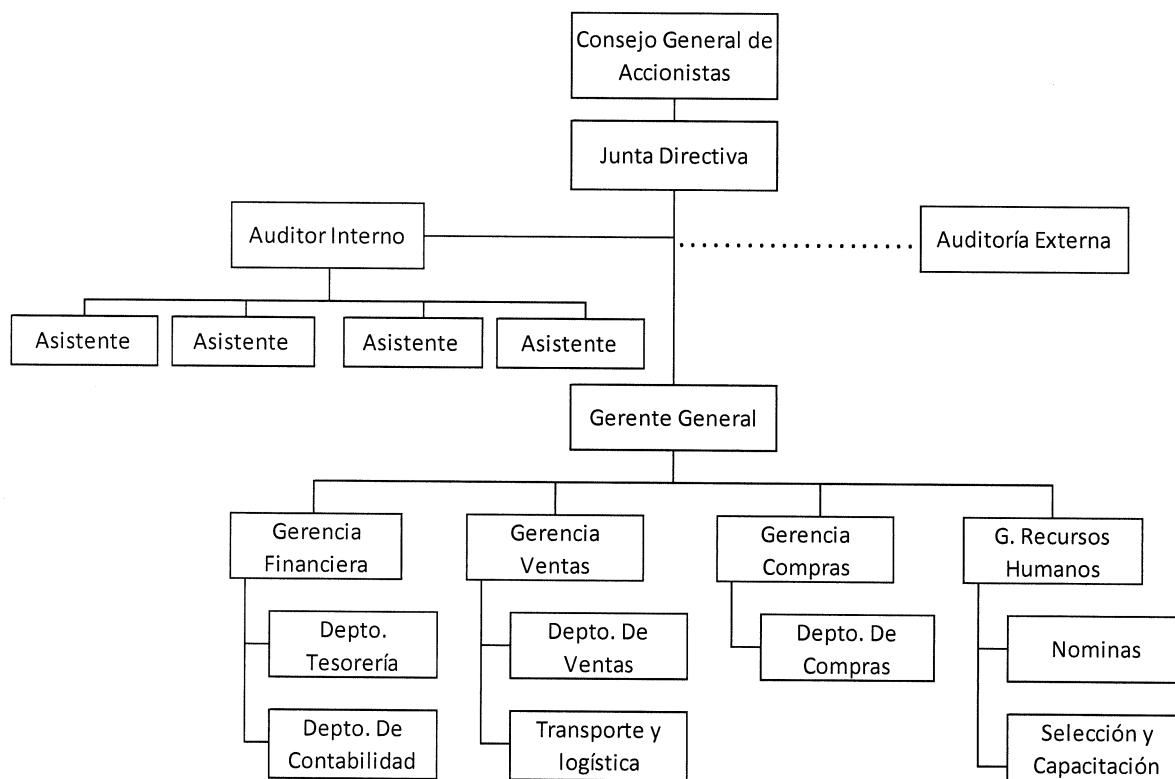 Consejo General de
Accionistas
Junta Directiva
Auditor Interno
Auditoría Externa
Asistente
Asistente
Asistente
Asistente
Gerente General
Gerencia
Financiera
Gerencia
Ventas
Gerencia
Compras
G. Recursos
Humanos
Depto.
Tesorería
Depto. De
Ventas
Depto. De
Compras
Nominas
Depto. De
Contabilidad
Transporte y
logística
Selección y
Capacitación